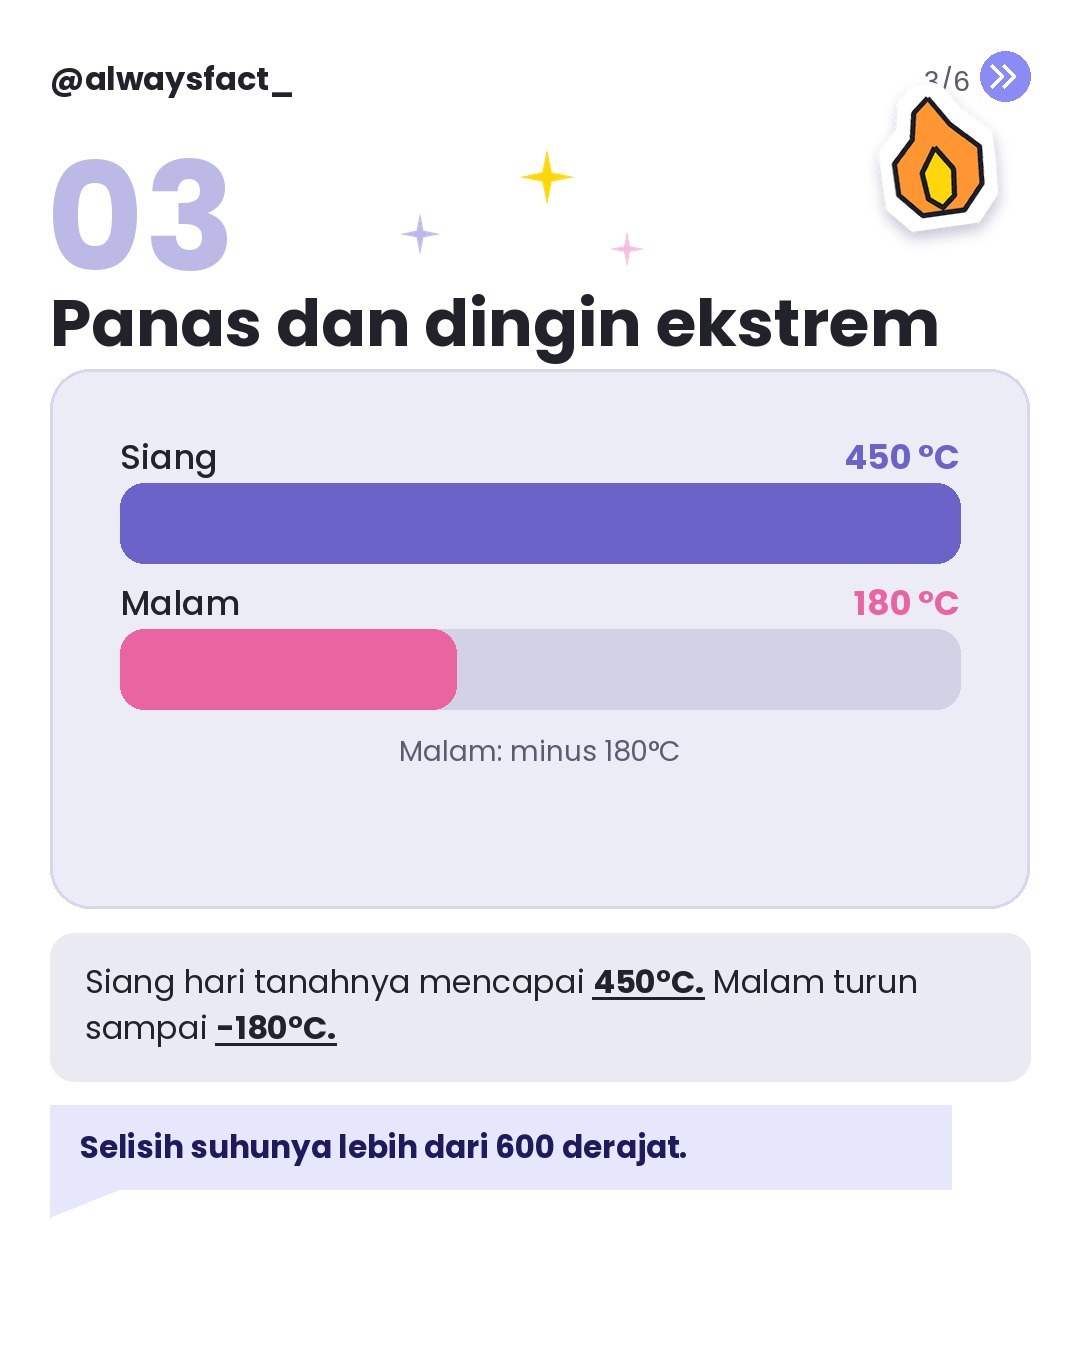 @alwaysfact_
3/6
03
Panas dan dingin ekstrem
Siang 450 °C
Malam 180 °C
Malam: minus 180°C
Siang hari tanahnya mencapai 450°C. Malam turun
sampai -180°C.
Selisih suhunya lebih dari 600 derajat.